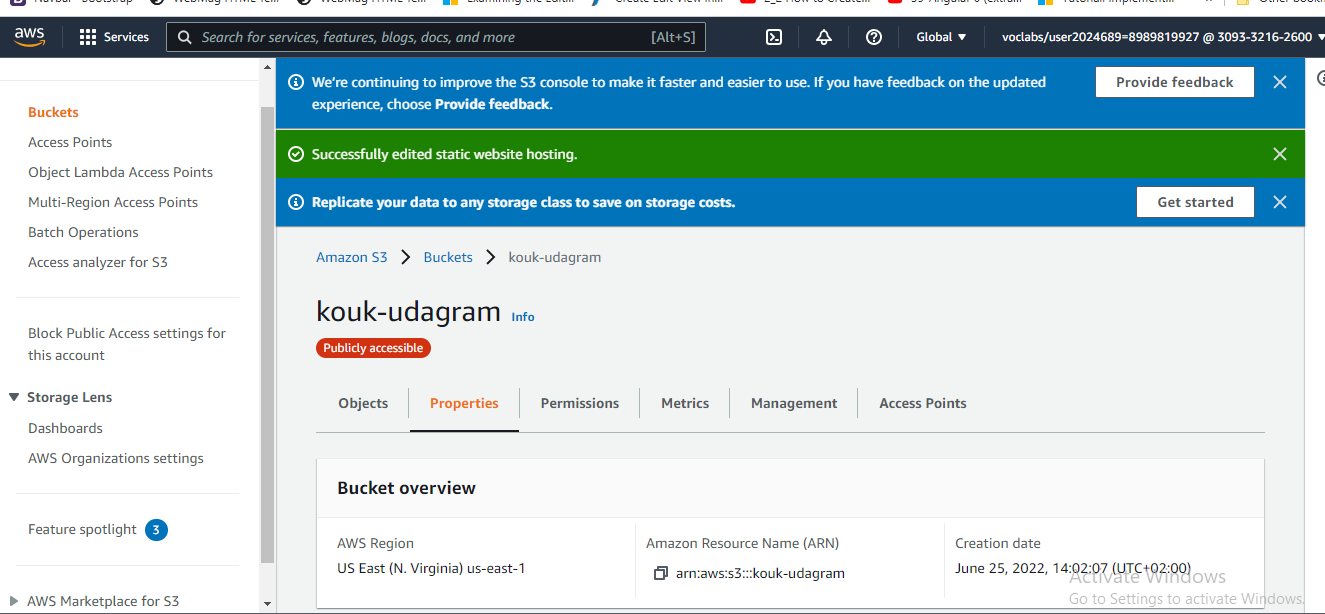 aws
Services
Search for services, features, blogs, docs, and more
[Alt+S]
Global
voclabs/user2024689=8989819927 @ 3093-3216-2600
Buckets
Access Points
Object Lambda Access Points
Multi-Region Access Points
Batch Operations
Access analyzer for S3
Block Public Access settings for
this account
Storage Lens
Dashboards
AWS Organizations settings
Feature spotlight 3
AWS Marketplace for S3
We're continuing to improve the S3 console to make it faster and easier to use. If you have feedback on the updated
experience, choose Provide feedback.
Provide feedback
Successfully edited static website hosting.
Replicate your data to any storage class to save on storage costs.
Get started
Amazon S3 > Buckets > kouk-udagram
kouk-udagram Info
Publicly accessible
Objects
Properties
Permissions
Metrics
Management
Access Points
Bucket overview
AWS Region
US East (N. Virginia) us-east-1
Amazon Resource Name (ARN)
arn:aws:s3:::kouk-udagram
Creation date
June 25, 2022, 14:02:07 (UTC+02:00)
Activate Windows
Go to Settings to activate Windows.